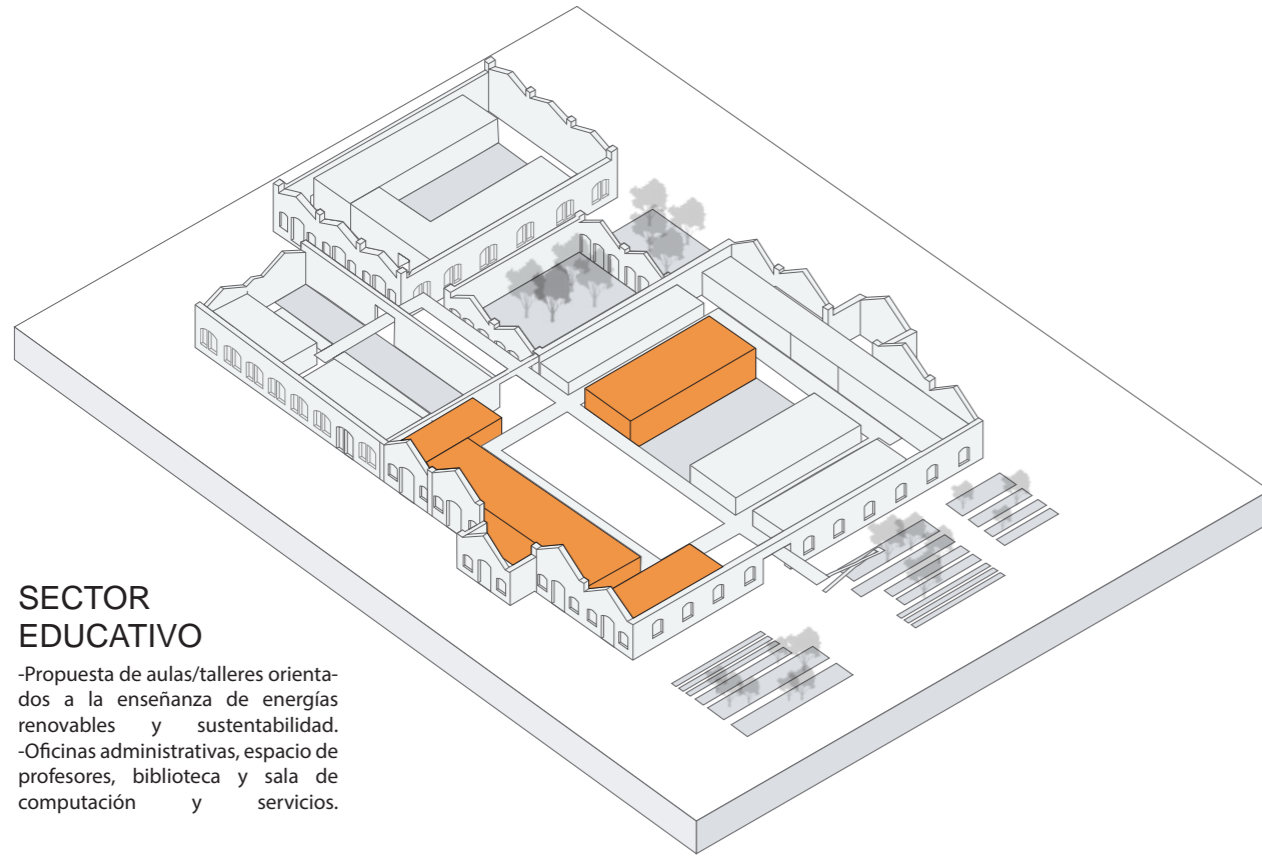 SECTOR
EDUCATIVO
-Propuesta de aulas/talleres orienta-
dos a la enseñanza de energías
renovables y sustentabilidad.
-Oficinas administrativas, espacio de
profesores, biblioteca y sala de
computación y servicios.